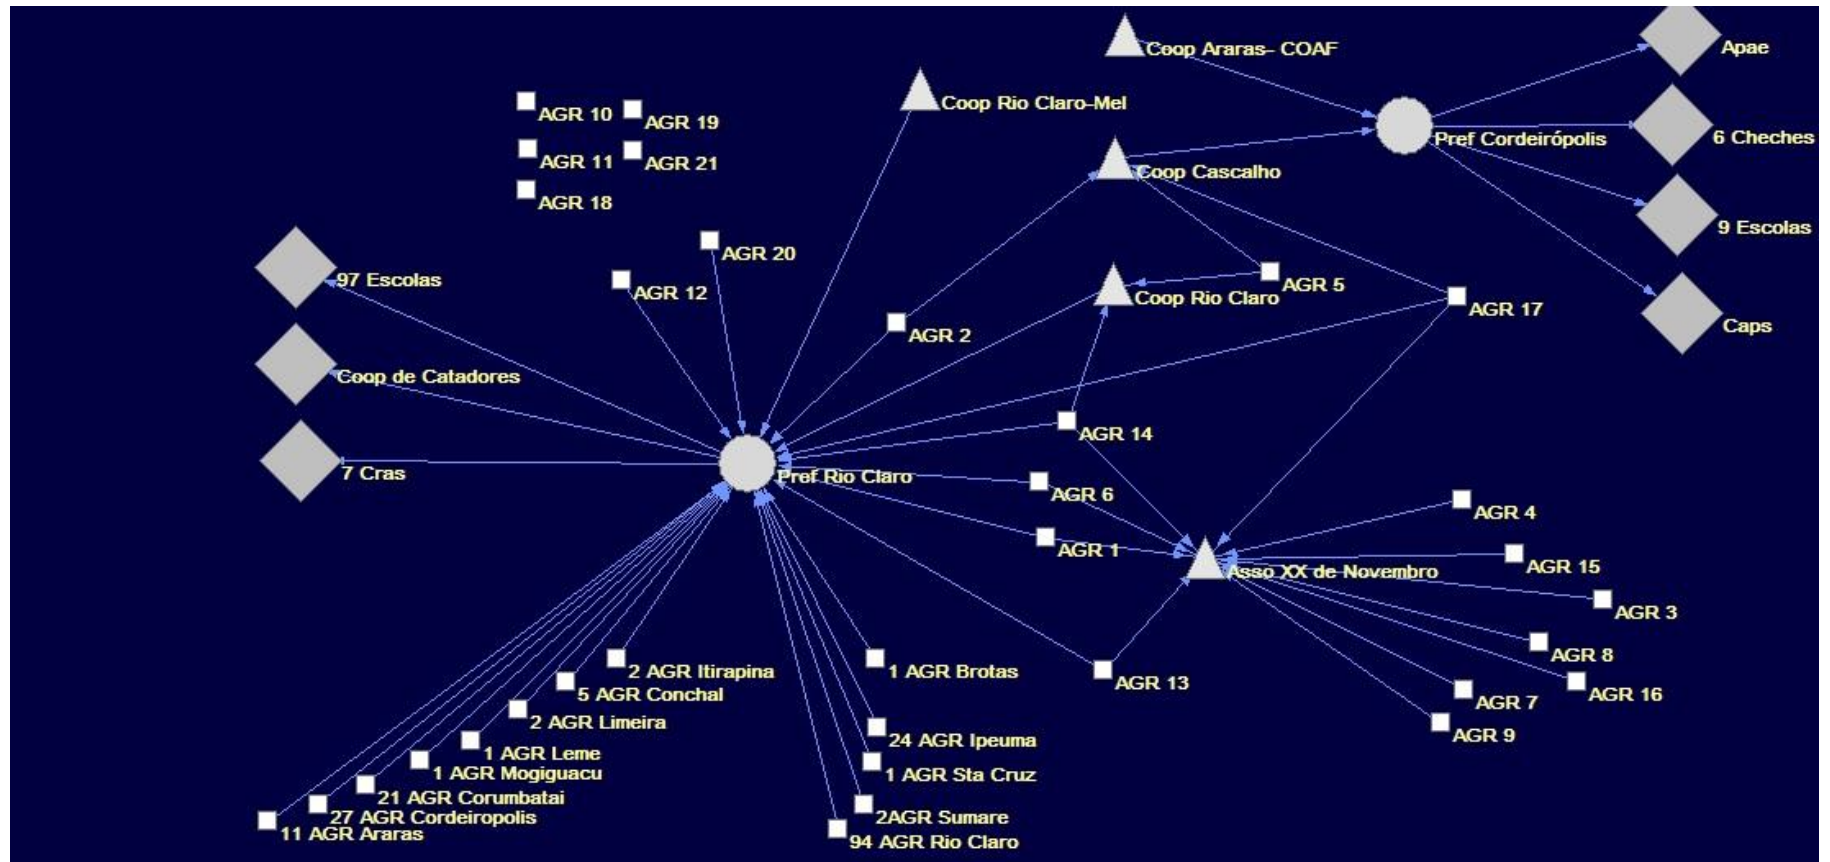 Apae
Coop Araras– COAF
Coop Rio Claro–Mel
AGR 10
AGR 19
6 Cheches
Pref Cordeirópolis
AGR 11
AGR 21
Coop Cascalho
AGR 18
9 Escolas
AGR 20
97 Escolas
AGR 5
AGR 12
Coop Rio Claro
AGR 17
Caps
AGR 2
Coop de Catadores
AGR 14
7 Cras
Pref Rio Claro
AGR 6
AGR 4
AGR 1
AGR 15
Asso XX de Novembro
AGR 3
AGR 8
2 AGR Itirapina
1 AGR Brotas
AGR 13
AGR 16
5 AGR Conchal
AGR 7
2 AGR Limeira
AGR 9
24 AGR Ipeuma
1 AGR Leme
1 AGR Mogiguacu
1 AGR Sta Cruz
21 AGR Corumbatai
27 AGR Cordeiropolis
2AGR Sumare
11 AGR Araras
94 AGR Rio Claro